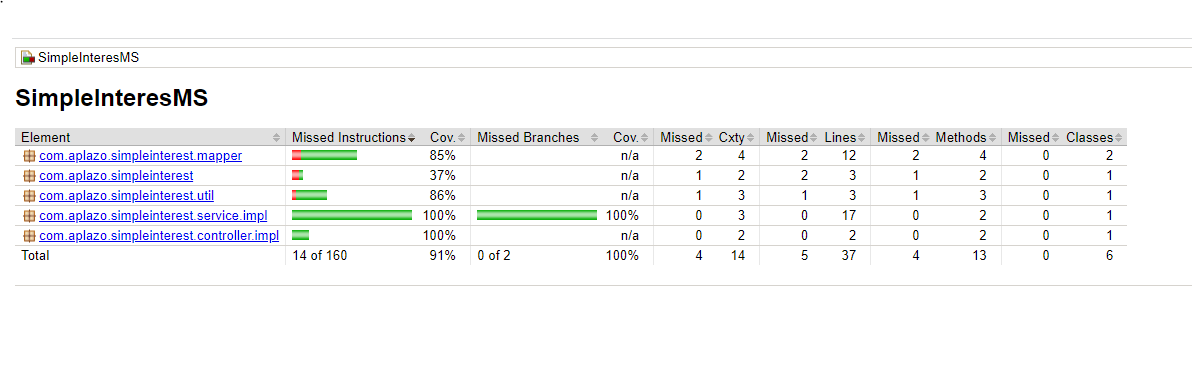 SimpleInteresMS
SimpleInteresMS
Element Missed Instructions Cov. Missed Branches Cov. Missed Cxty Missed Lines Missed Methods Missed Classes
com.aplazo.simpleinterest.mapper 85% n/a 2 4 2 12 2 4 0 2
com.aplazo.simpleinterest 37% n/a 1 2 2 3 1 2 0 1
com.aplazo.simpleinterest.util 86% n/a 1 3 1 3 1 3 0 1
com.aplazo.simpleinterest.service.impl 100% 100% 0 3 0 17 0 2 0 1
com.aplazo.simpleinterest.controller.impl 100% n/a 0 2 0 2 0 2 0 1
Total 14 of 160 91% 0 of 2 100% 4 14 5 37 4 13 0 6